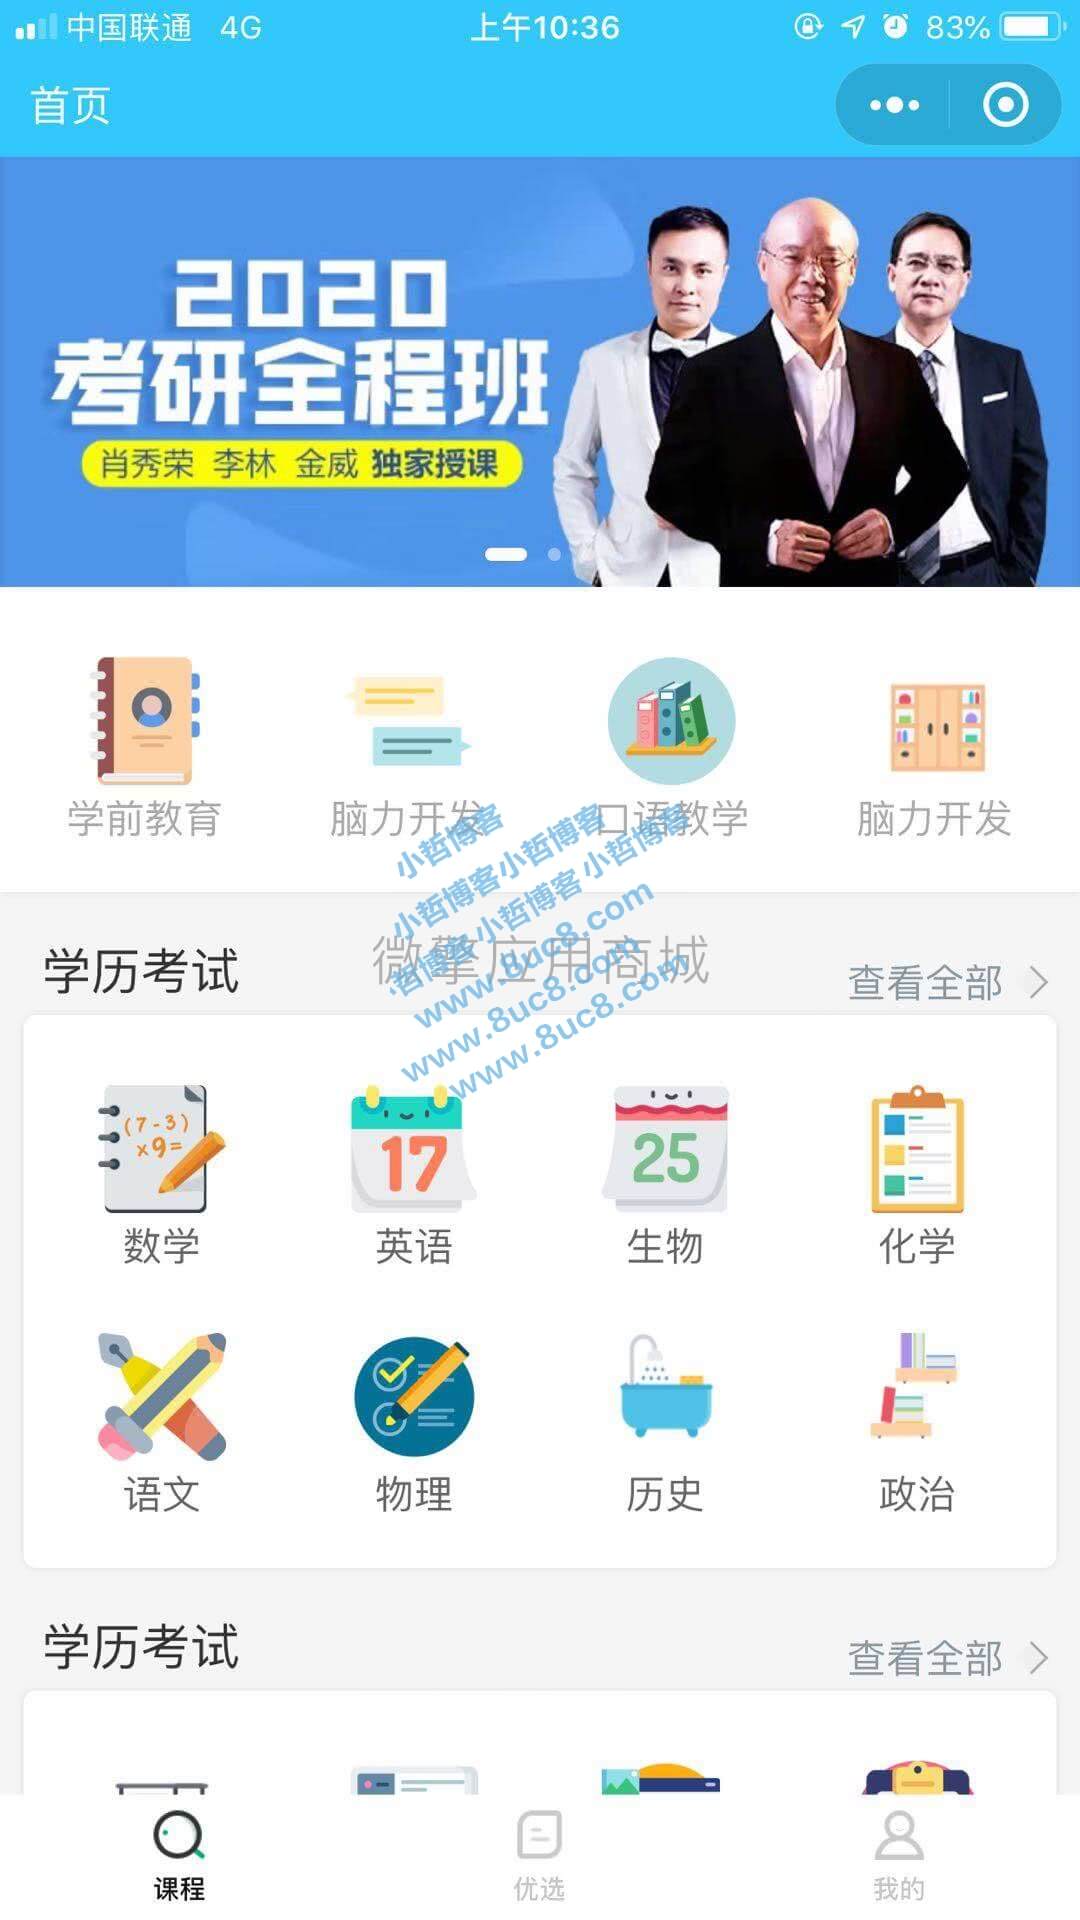 中国联通 4G 上午10:36 83%
首页
2020
考研全程班
肖秀荣 李林 金威 独家授课
学前教育 脑力开发 口语教学 脑力开发
小哲博客
小哲博客小哲博客
哲博客小哲博客小哲博客
www.8uc8.com
www.8uc8.com
www.8uc8.com
微擎应用商城
学历考试 查看全部
(7-3)
x9=
17
25
数学 英语 生物 化学
语文 物理 历史 政治
学历考试 查看全部
课程 优选 我的